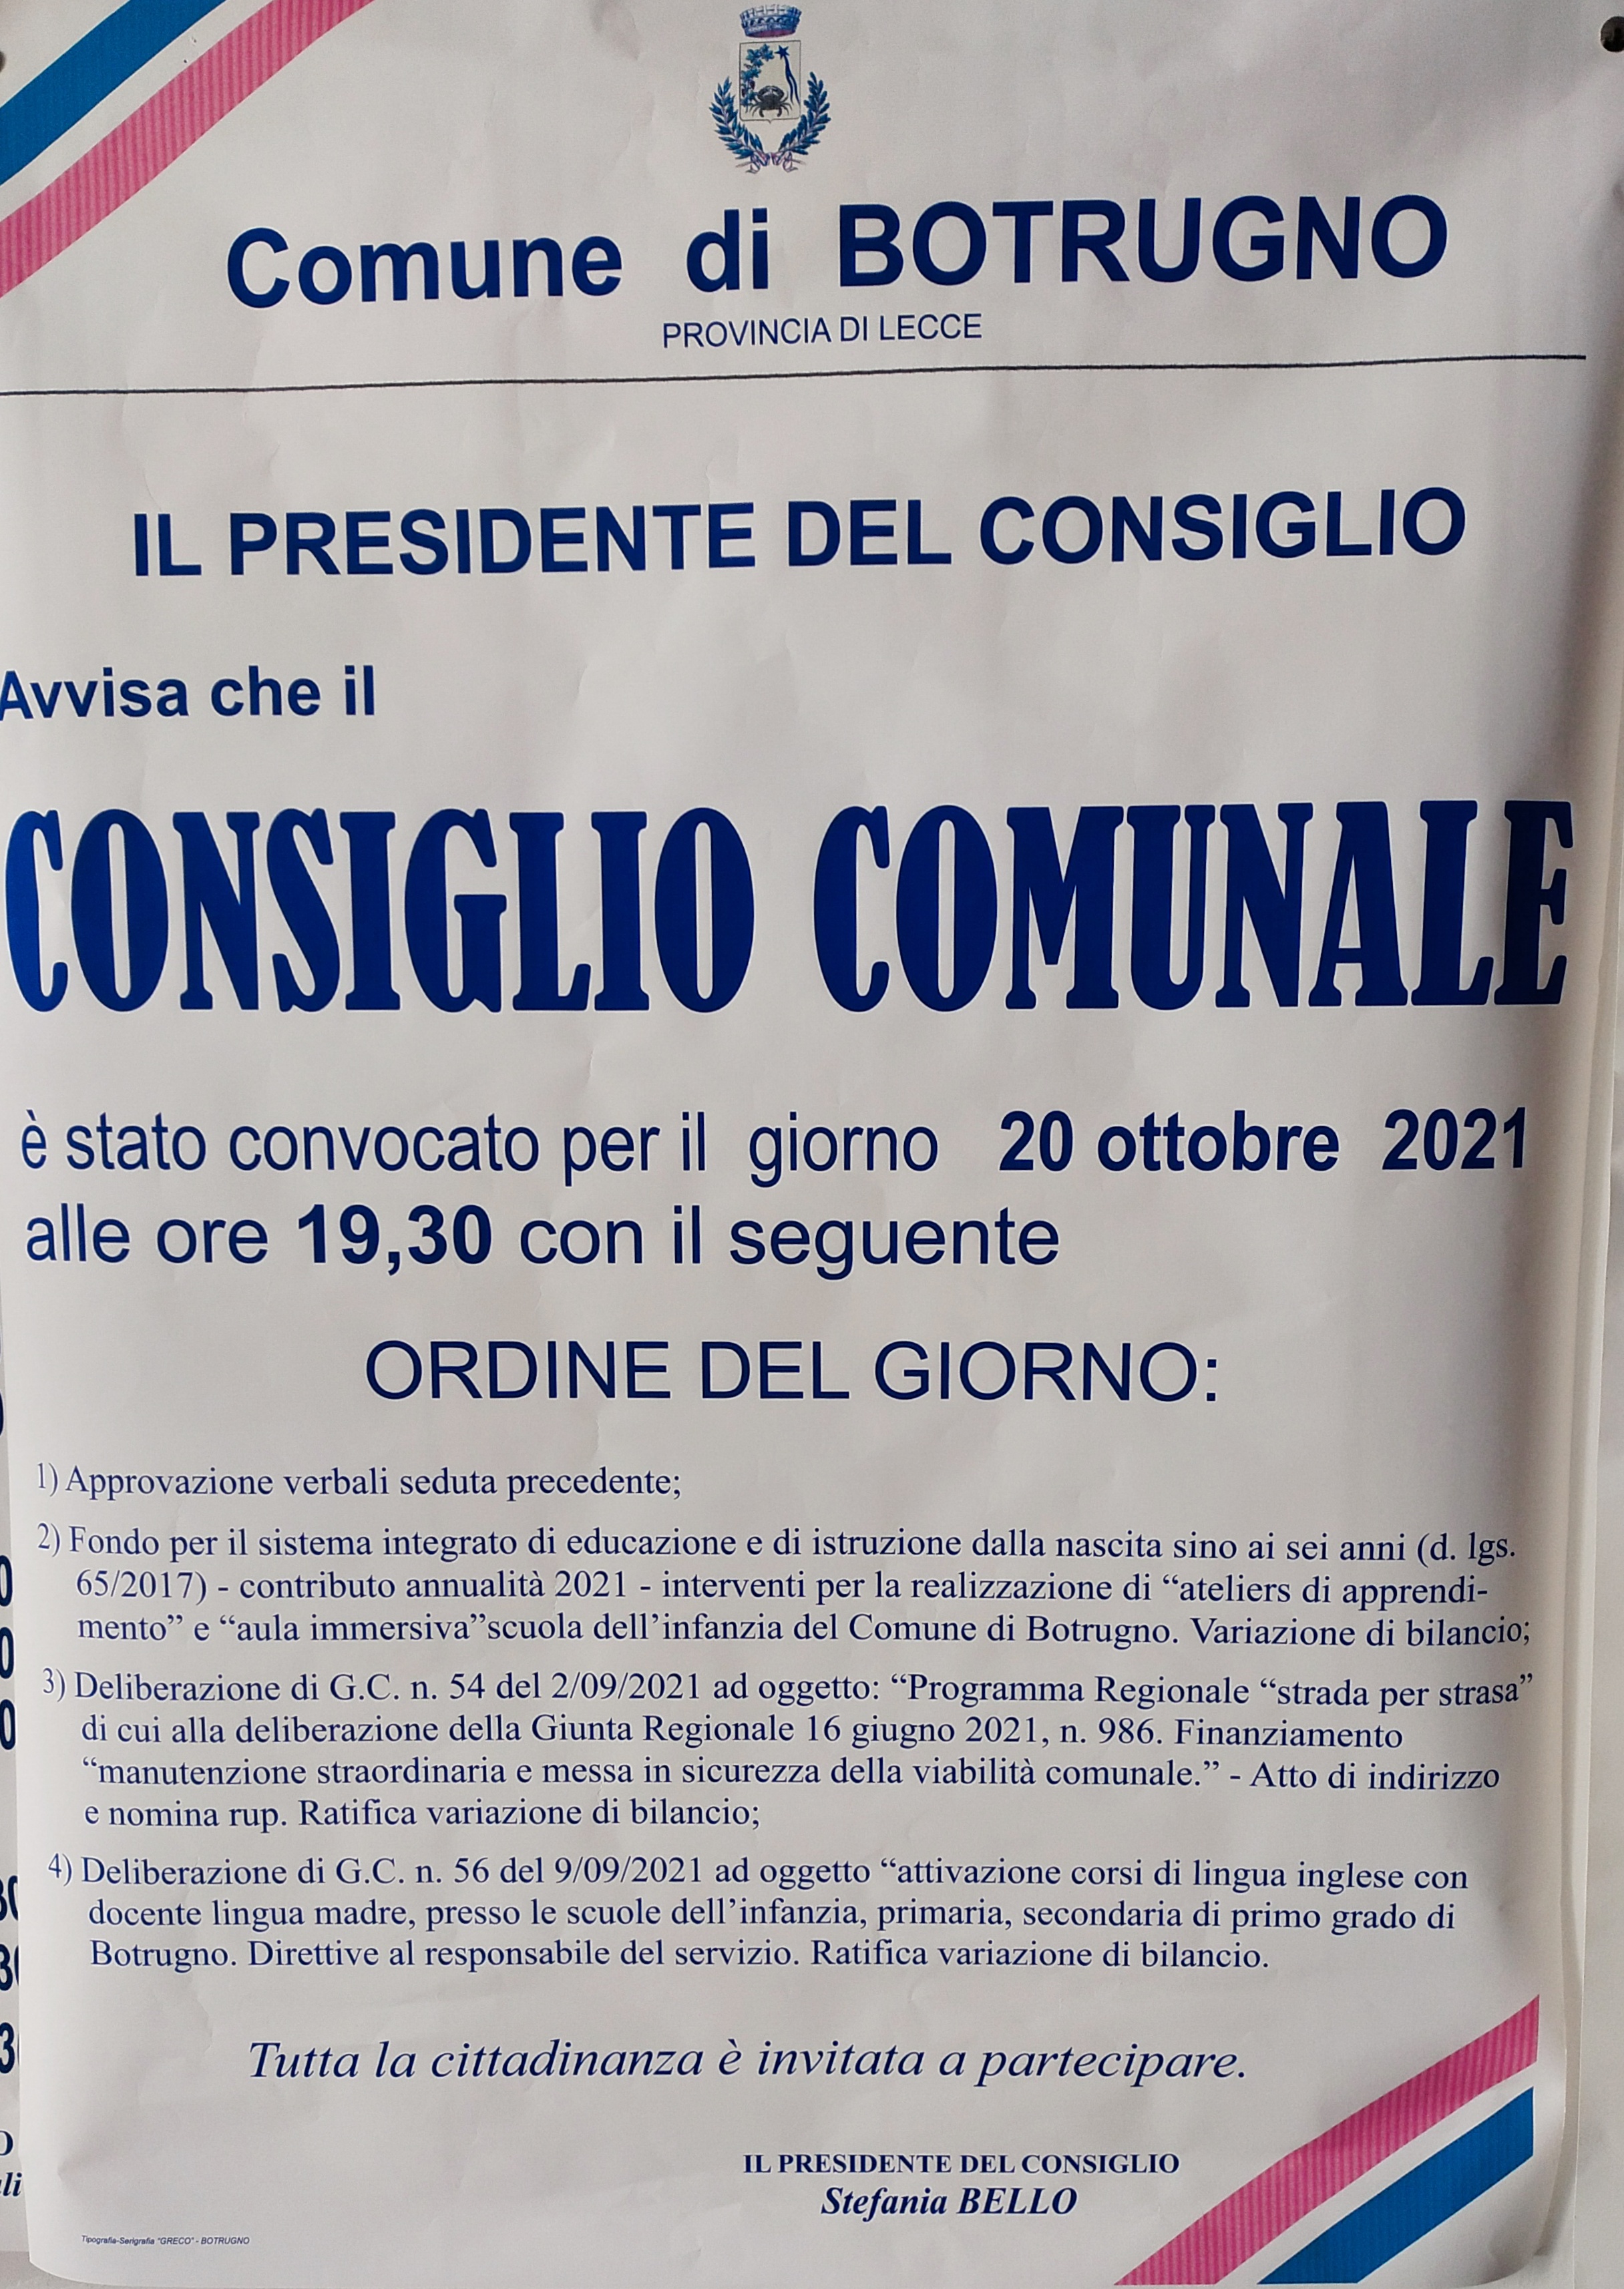 Comune di BOTRUGNO
PROVINCIA DI LECCE
IL PRESIDENTE DEL CONSIGLIO
Avvisa che il
CONSIGLIO COMUNALE
è stato convocato per il giorno 20 ottobre 2021
alle ore 19,30 con il seguente
ORDINE DEL GIORNO:
1) Approvazione verbali seduta precedente;
2) Fondo per il sistema integrato di educazione e di istruzione dalla nascita sino ai sei anni (d. lgs.
65/2017) - contributo annualità 2021 - interventi per la realizzazione di “ateliers di apprendi-
mento” e “aula immersiva”scuola dell’infanzia del Comune di Botrugno. Variazione di bilancio;
3) Deliberazione di G.C. n. 54 del 2/09/2021 ad oggetto: “Programma Regionale “strada per strasa”
di cui alla deliberazione della Giunta Regionale 16 giugno 2021, n. 986. Finanziamento
“manutenzione straordinaria e messa in sicurezza della viabilità comunale.” - Atto di indirizzo
e nomina rup. Ratifica variazione di bilancio;
4) Deliberazione di G.C. n. 56 del 9/09/2021 ad oggetto “attivazione corsi di lingua inglese con
docente lingua madre, presso le scuole dell’infanzia, primaria, secondaria di primo grado di
Botrugno. Direttive al responsabile del servizio. Ratifica variazione di bilancio.
Tutta la cittadinanza è invitata a partecipare.
IL PRESIDENTE DEL CONSIGLIO
Stefania BELLO
Tipografia-Serigrafia “GRECO” - BOTRUGNO